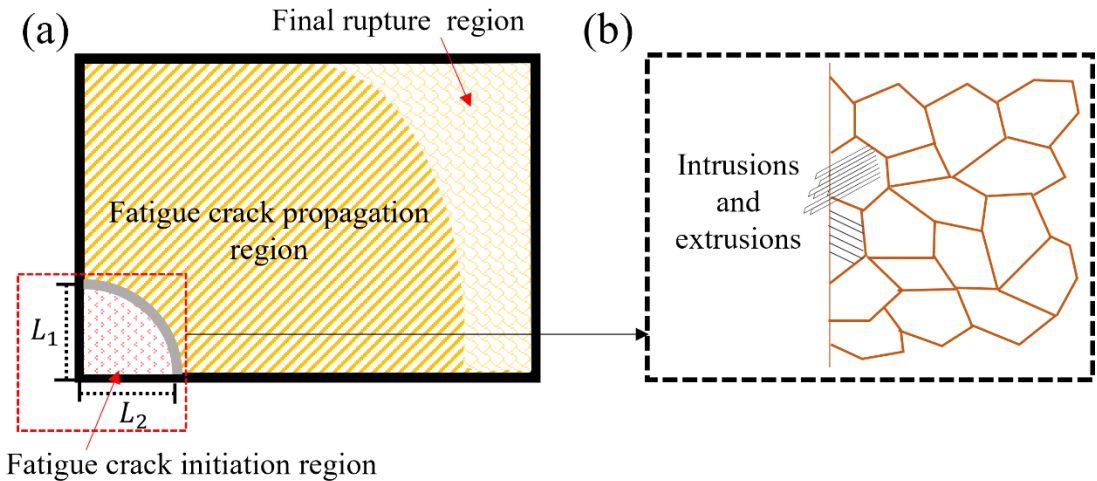 (a)
Final rupture region
(b)
Fatigue crack propagation
region
Intrusions
and
extrusions
L₁
L₂
Fatigue crack initiation region